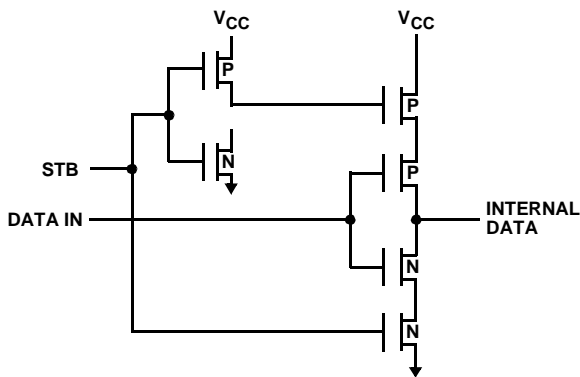 VCC
VCC
P
P
N
P
STB
DATA IN
INTERNAL
DATA
N
N